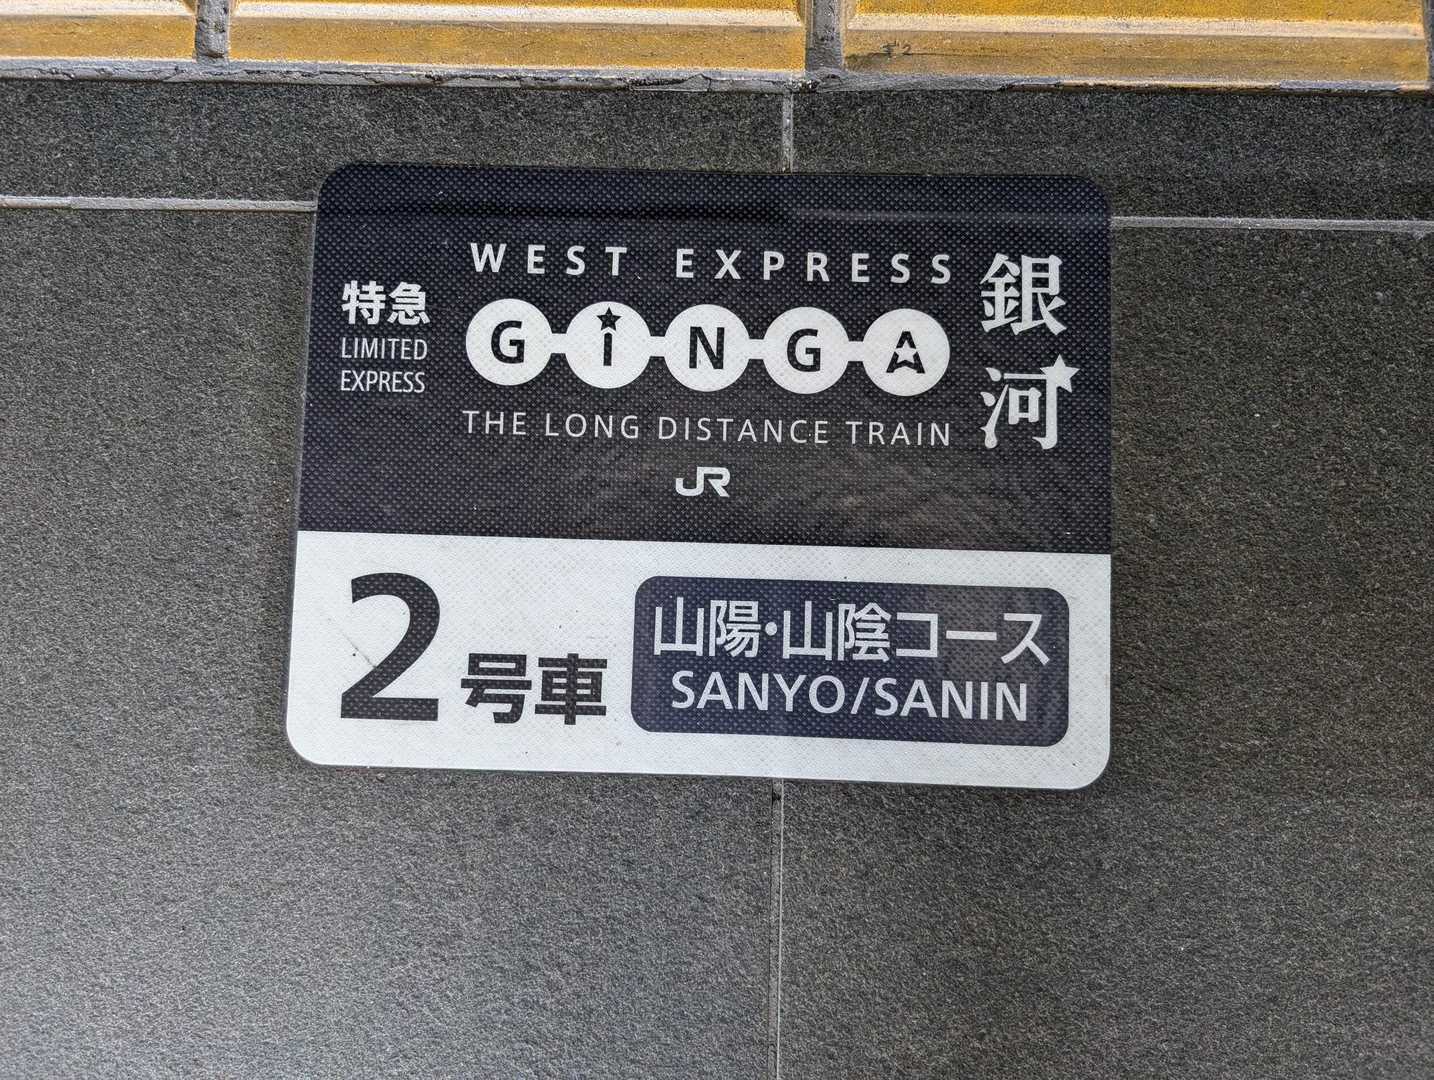 特急
LIMITED
EXPRESS
WEST EXPRESS
GiNGA
THE LONG DISTANCE TRAIN
銀河
JR
2号車
山陽・山陰コース
SANYO/SANIN